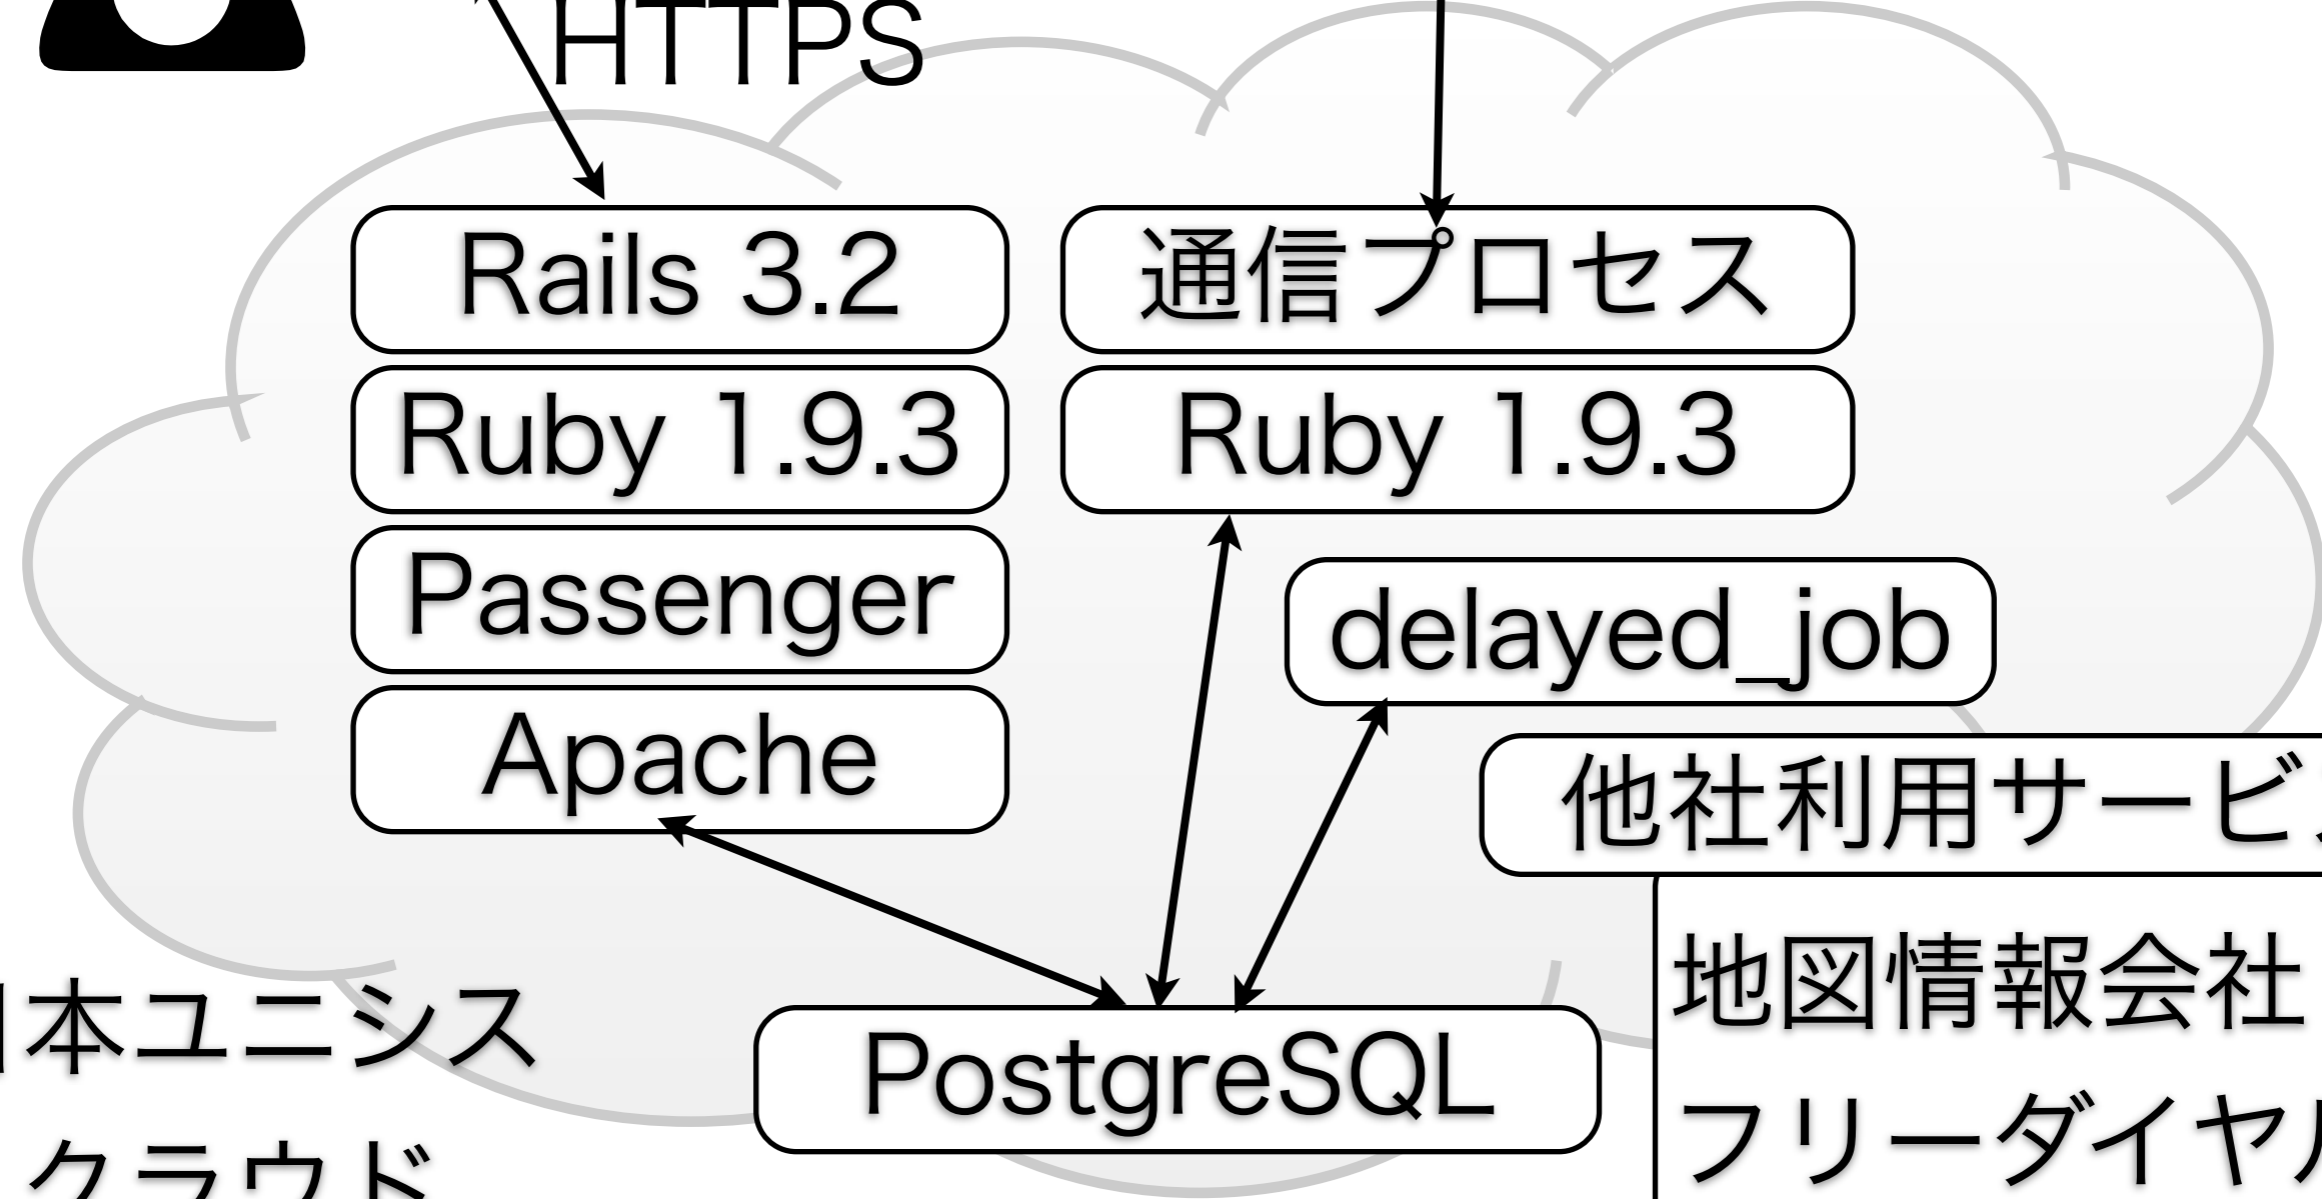 HTTPS
Rails 3.2
通信プロセス
Ruby 1.9.3
Ruby 1.9.3
Passenger
delayed_job
Apache
他社利用サービ
地図情報会社
本ユニシス
PostgreSQL
フリーダイヤ
クラウド